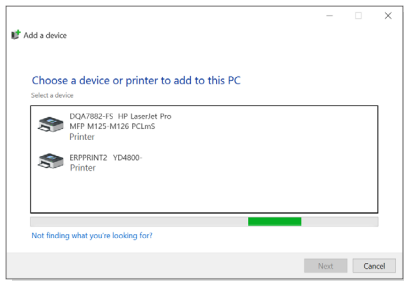 Add a device
Choose a device or printer to add to this PC
Select a device
DQA7882-FS HP LaserJet Pro
MFP M125-M126 PCLmS
Printer
ERPPRINT2 YD4800-
Printer
Not finding what you're looking for?
Next
Cancel